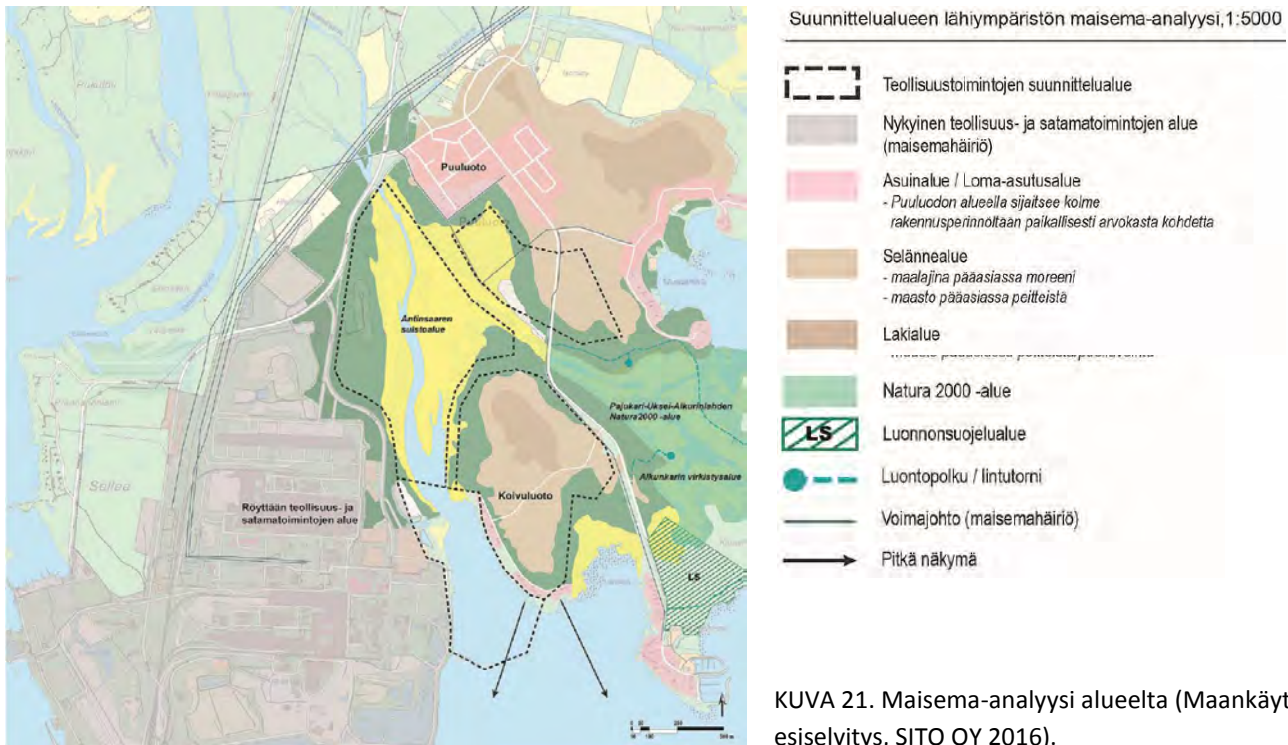 Puuluoto
Antinsaaren
suistoalue
Pajukari-Uksei-Alkunlahden
Natura2000 -alue
Alkunkarin virkistysalue
Sellee
Röyttään teollisuus- ja
satamatoimintojen alue
Koivuluoto
LS
Suunnittelualueen lähiympäristön maisema-analyysi,1:5000
Teollisuustoimintojen suunnittelualue
Nykyinen teollisuus- ja satamatoimintojen alue
(maisemahäiriö)
Asuinalue / Loma-asutusalue
- Puuluodon alueella sijaitsee kolme
rakennusperinnöltään paikallisesti arvokasta kohdetta
Selännealue
- maalajina pääasiassa moreeni
- maasto pääasiassa peitteistä
Lakialue
Natura 2000 -alue
LS Luonnonsuojelualue
Luontopolku / lintutorni
Voimajohto (maisemahäiriö)
Pitkä näkymä
KUVA 21. Maisema-analyysi alueelta (Maankäyt
esiselvitys, SITO OY 2016).